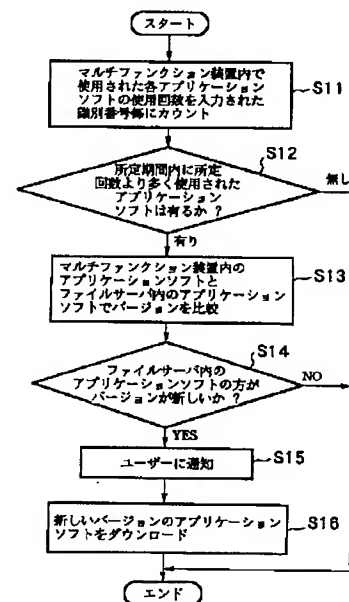 スタート
マルチファンクション装置内で
使用された各アプリケーション
ソフトの使用回数を入力された
識別番号毎にカウント
S11
所定期間内に所定
回数より多く使用された
アプリケーション
ソフトは有るか?
S12
無し
有り
マルチファンクション装置内の
アプリケーションソフトと
ファイルサーバ内のアプリケーション
ソフトでバージョンを比較
S13
ファイルサーバ内の
アプリケーションソフトの方が
バージョンが新しいか?
S14
NO
YES
ユーザーに通知
S15
新しいバージョンのアプリケーション
ソフトをダウンロード
S16
エンド